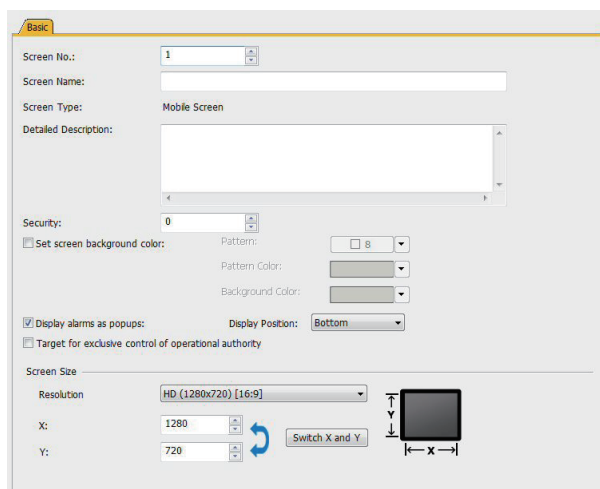 Basic
Screen No.: 1
Screen Name:
Screen Type: Mobile Screen
Detailed Description:
Security: 0
Set screen background color: Pattern: 8
Pattern Color:
Background Color:
Display alarms as popups: Display Position: Bottom
Target for exclusive control of operational authority
Screen Size
Resolution HD (1280x720) [16:9]
X: 1280
Y: 720
Switch X and Y
Y
X